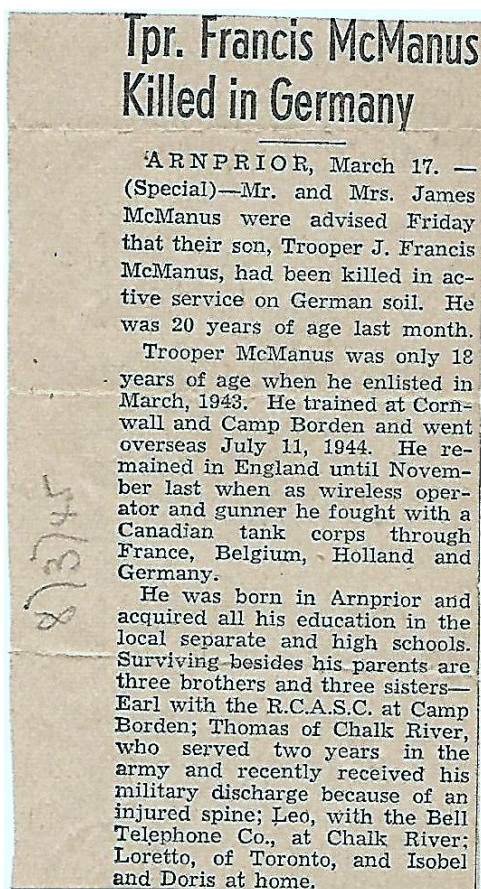 Tpr. Francis McManus
Killed in Germany
ARNPRIOR, March 17. —
(Special)—Mr. and Mrs. James
McManus were advised Friday
that their son, Trooper J. Francis
McManus, had been killed in ac-
tive service on German soil. He
was 20 years of age last month.
Trooper McManus was only 18
years of age when he enlisted in
March, 1943. He trained at Corn-
wall and Camp Borden and went
overseas July 11, 1944. He re-
mained in England until Novem-
ber last when as wireless oper-
ator and gunner he fought with a
Canadian tank corps through
France, Belgium, Holland and
Germany.
He was born in Arnprior and
acquired all his education in the
local separate and high schools.
Surviving besides his parents are
three brothers and three sisters—
Earl with the R.C.A.S.C. at Camp
Borden; Thomas of Chalk River,
who served two years in the
army and recently received his
military discharge because of an
injured spine; Leo, with the Bell
Telephone Co., at Chalk River;
Loretto, of Toronto, and Isobel
and Doris at home.
8/3/45